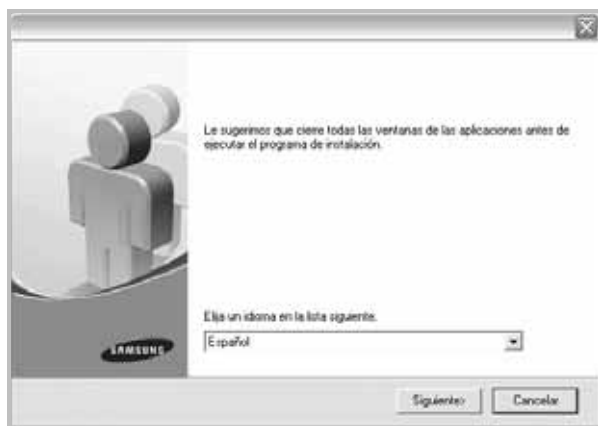 Le sugerimos que cierre todas las ventanas de las aplicaciones antes de
ejecutar el programa de instalación.
Elija un idioma en la lista siguiente.
Español
SAMSUNG
Siguiente>
Cancelar